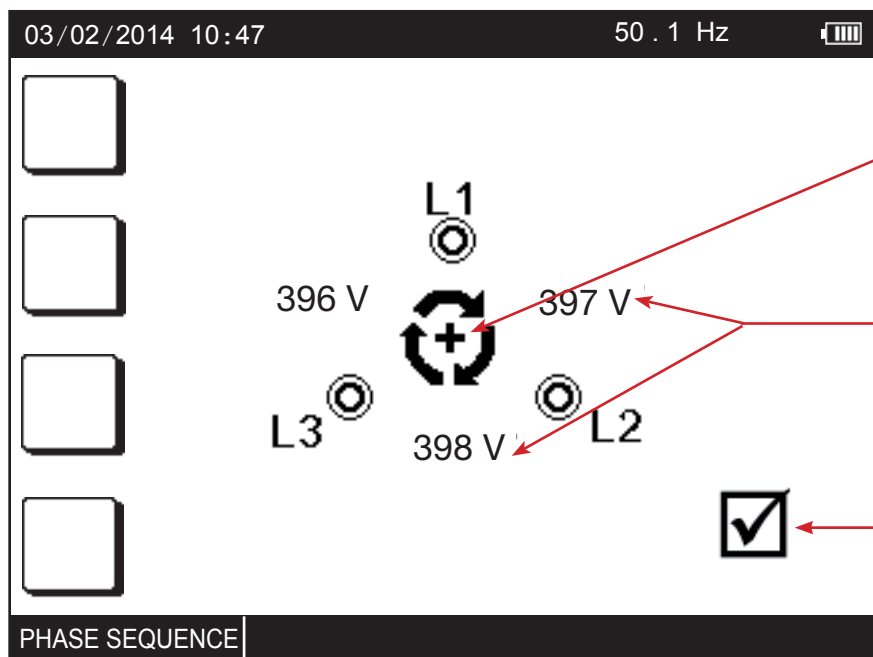 03/02/2014 10:47 50 . 1 Hz
L1
396 V 397 V
+
L3 L2
398 V
PHASE SEQUENCE